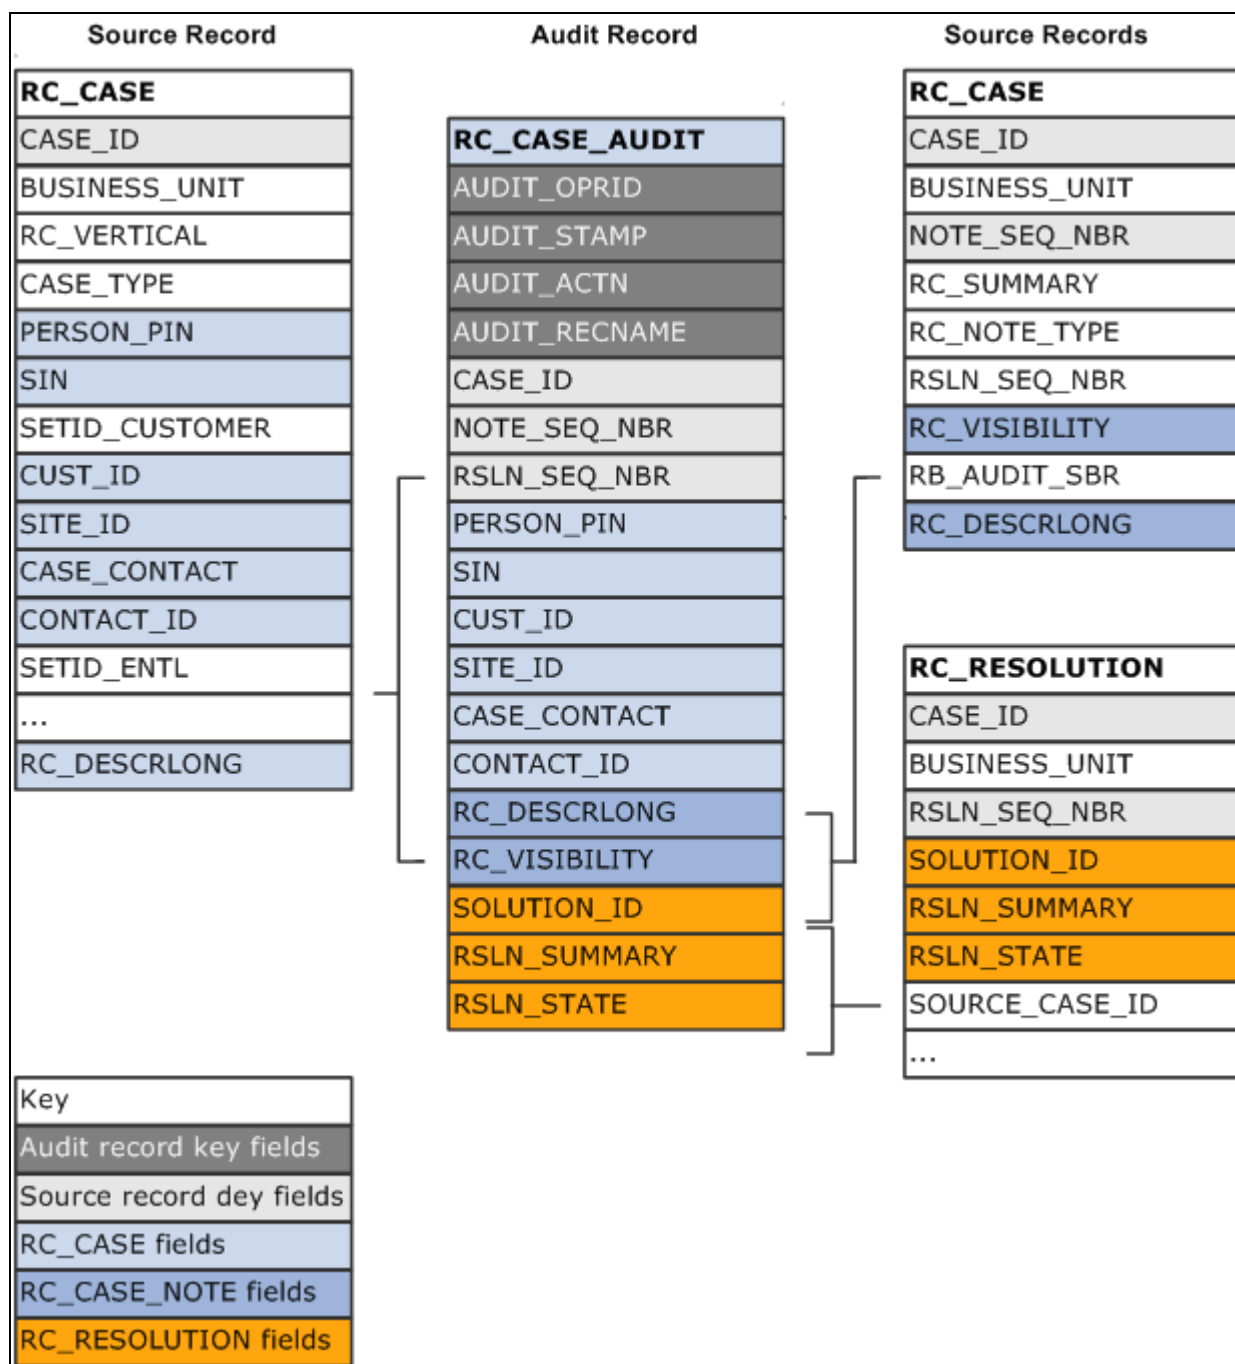 Source Record
Audit Record
Source Records
RC_CASE
CASE_ID
BUSINESS_UNIT
RC_VERTICAL
CASE_TYPE
PERSON_PIN
SIN
SETID_CUSTOMER
CUST_ID
SITE_ID
CASE_CONTACT
CONTACT_ID
SETID_ENTL
...
RC_DESCRLONG
RC_CASE_AUDIT
AUDIT_OPRID
AUDIT_STAMP
AUDIT_ACTN
AUDIT_RECNAME
CASE_ID
NOTE_SEQ_NBR
RSLN_SEQ_NBR
PERSON_PIN
SIN
CUST_ID
SITE_ID
CASE_CONTACT
CONTACT_ID
RC_DESCRLONG
RC_VISIBILITY
SOLUTION_ID
RSLN_SUMMARY
RSLN_STATE
RC_CASE
CASE_ID
BUSINESS_UNIT
NOTE_SEQ_NBR
RC_SUMMARY
RC_NOTE_TYPE
RSLN_SEQ_NBR
RC_VISIBILITY
RB_AUDIT_SBR
RC_DESCRLONG
RC_RESOLUTION
CASE_ID
BUSINESS_UNIT
RSLN_SEQ_NBR
SOLUTION_ID
RSLN_SUMMARY
RSLN_STATE
SOURCE_CASE_ID
...
Key
Audit record key fields
Source record dey fields
RC_CASE fields
RC_CASE_NOTE fields
RC_RESOLUTION fields